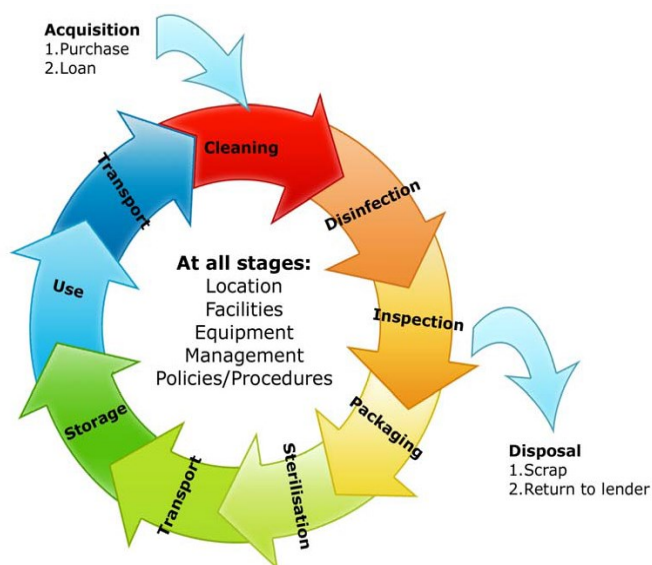 Acquisition
1.Purchase
2.Loan
Cleaning
Disinfection
Inspection
Packaging
Sterilisation
Transport
Storage
Use
Transport
At all stages:
Location
Facilities
Equipment
Management
Policies/Procedures
Disposal
1.Scrap
2.Return to lender